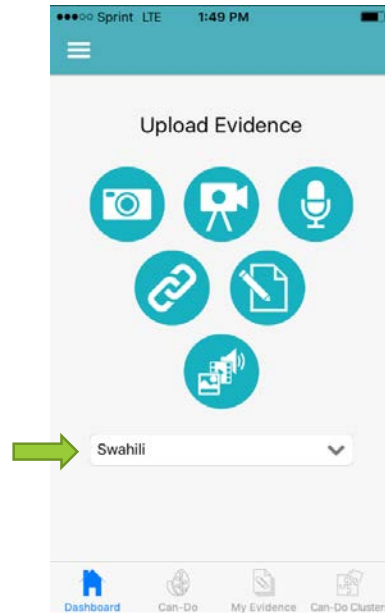 Sprint LTE 1:49 PM
Upload Evidence
Swahili
Dashboard Can-Do My Evidence Can-Do Cluster